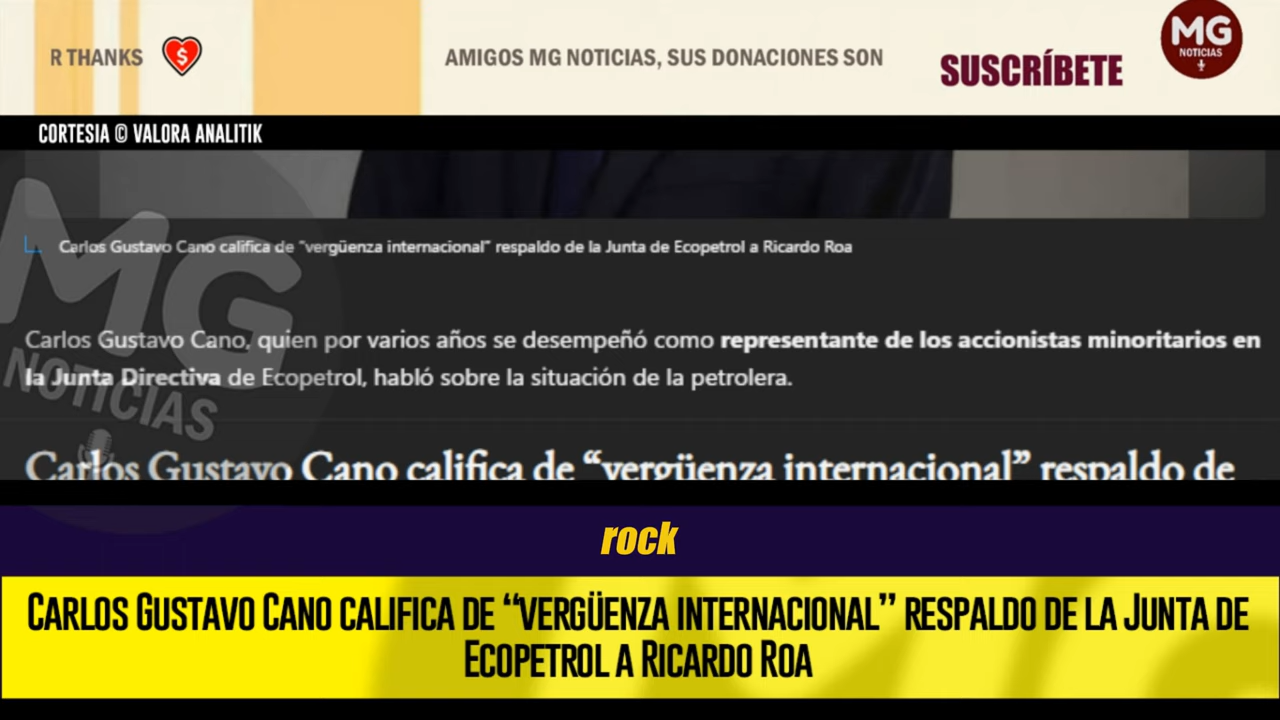 R THANKS
AMIGOS MG NOTICIAS, SUS DONACIONES SON
SUSCRÍBETE
MG
NOTICIAS
CORTESIA © VALORA ANALITIK
Carlos Gustavo Cano califica de “vergüenza internacional” respaldo de la Junta de Ecopetrol a Ricardo Roa
MG
NOTICIAS
Carlos Gustavo Cano, quien por varios años se desempeñó como representante de los accionistas minoritarios en
la Junta Directiva de Ecopetrol, habló sobre la situación de la petrolera.
Carlos Gustavo Cano califica de “vergüenza internacional” respaldo de
rock
CARLOS GUSTAVO CANO CALIFICA DE “VERGÜENZA INTERNACIONAL” RESPALDO DE LA JUNTA DE
ECOPETROL A RICARDO ROA